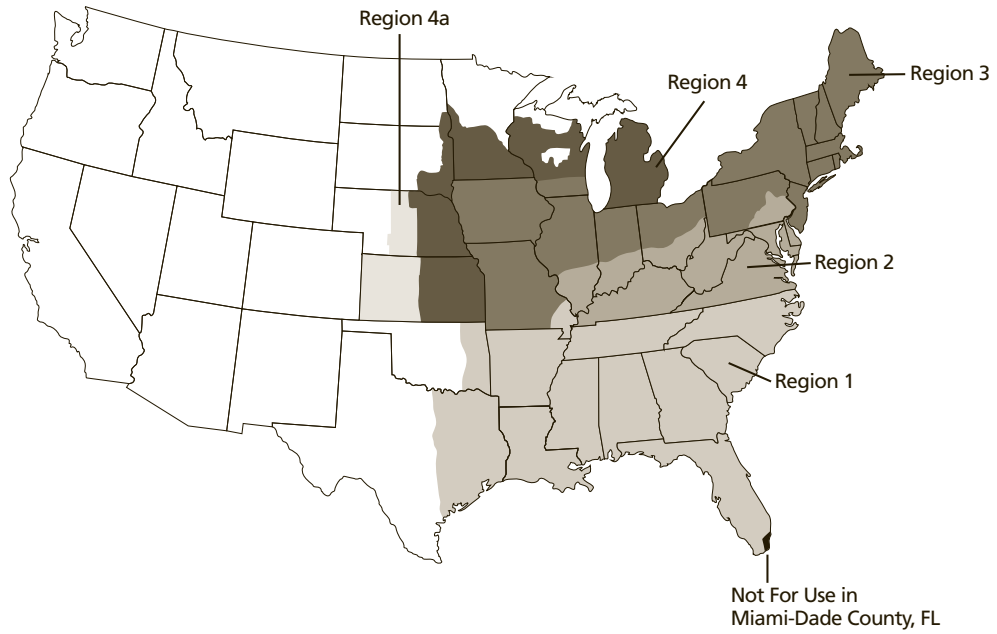 Region 4a
Region 4
Region 3
Region 2
Region 1
Not For Use in
Miami-Dade County, FL